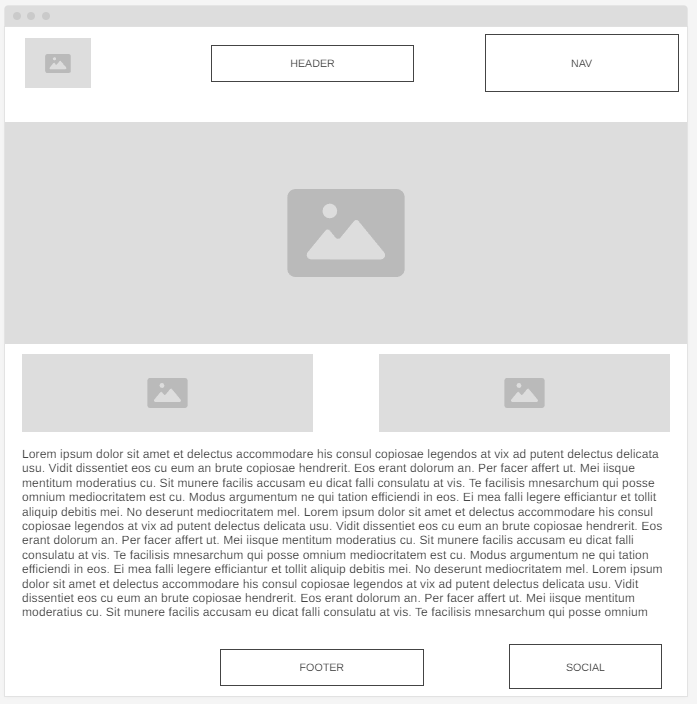 HEADER
NAV
Lorem ipsum dolor sit amet et delectus accommodare his consul copiosae legendos at vix ad putent delectus delicata
usu. Vidit dissentiet eos cu eum an brute copiosae hendrerit. Eos erant dolorum an. Per facer affert ut. Mei iisque
mentitum moderatius cu. Sit munere facilis accusam eu dicat falli consulatu at vis. Te facilisis mnesarchum qui posse
omnium mediocritatem est cu. Modus argumentum ne qui tation efficiendi in eos. Ei mea falli legere efficiantur et tollit
aliquip debitis mei. No deserunt mediocritatem mel. Lorem ipsum dolor sit amet et delectus accommodare his consul
copiosae legendos at vix ad putent delectus delicata usu. Vidit dissentiet eos cu eum an brute copiosae hendrerit. Eos
erant dolorum an. Per facer affert ut. Mei iisque mentitum moderatius cu. Sit munere facilis accusam eu dicat falli
consulatu at vis. Te facilisis mnesarchum qui posse omnium mediocritatem est cu. Modus argumentum ne qui tation
efficiendi in eos. Ei mea falli legere efficiantur et tollit aliquip debitis mei. No deserunt mediocritatem mel. Lorem ipsum
dolor sit amet et delectus accommodare his consul copiosae legendos at vix ad putent delectus delicata usu. Vidit
dissentiet eos cu eum an brute copiosae hendrerit. Eos erant dolorum an. Per facer affert ut. Mei iisque mentitum
moderatius cu. Sit munere facilis accusam eu dicat falli consulatu at vis. Te facilisis mnesarchum qui posse omnium
FOOTER
SOCIAL